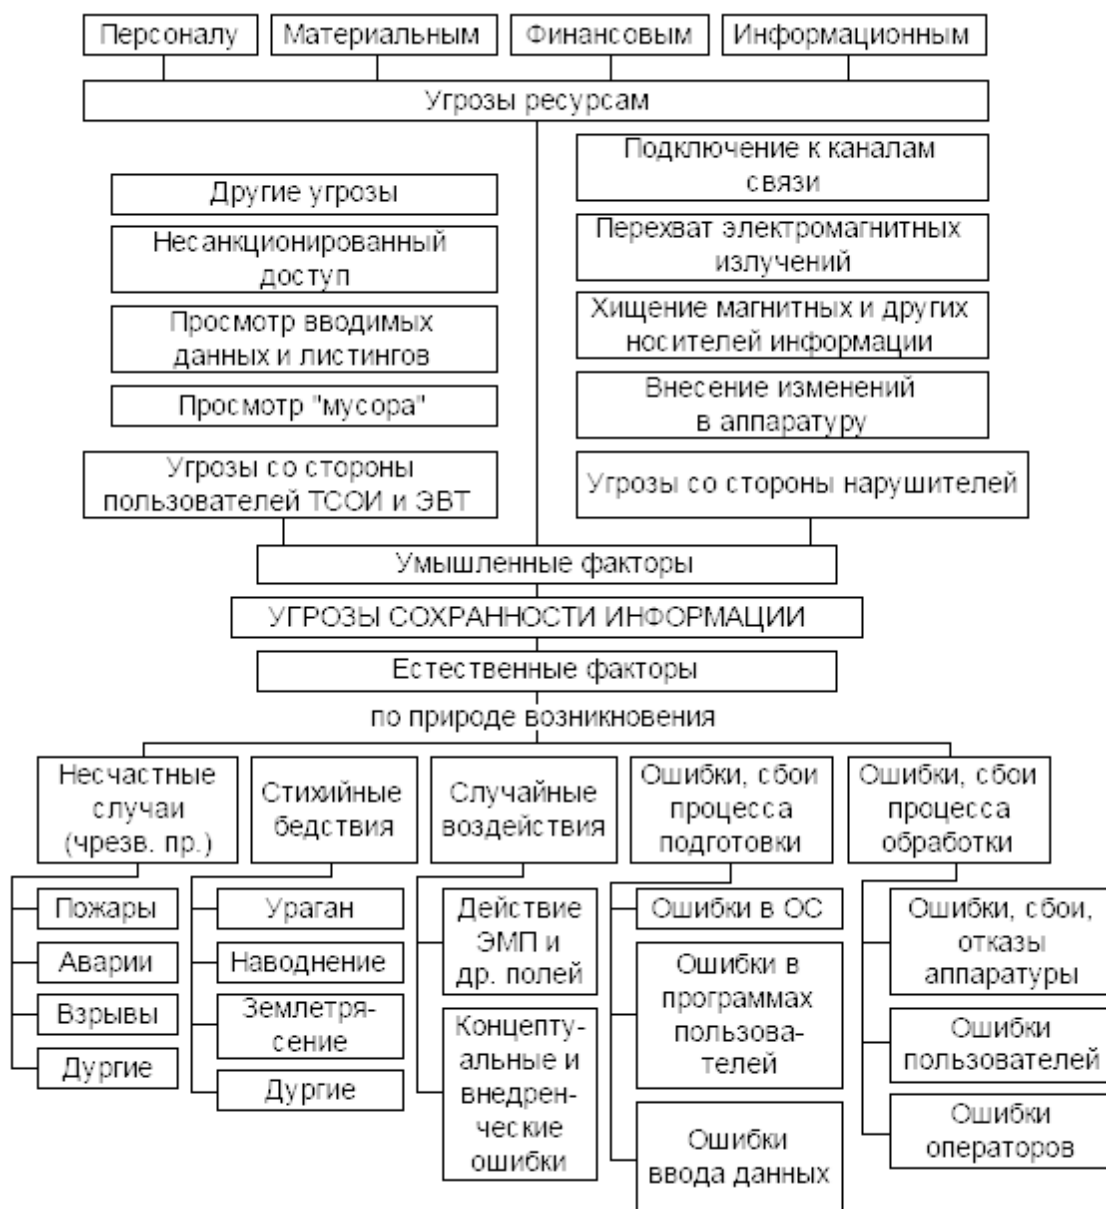 Персоналу
Материальным
Финансовым
Информационным
Угрозы ресурсам
Другие угрозы
Несанкционированный
доступ
Просмотр вводимых
данных и листингов
Просмотр "мусора"
Угрозы со стороны
пользователей ТСОИ и ЭВТ
Подключение к каналам
связи
Перехват электромагнитных
излучений
Хищение магнитных и других
носителей информации
Внесение изменений
в аппаратуру
Угрозы со стороны нарушителей
Умышленные факторы
УГРОЗЫ СОХРАННОСТИ ИНФОРМАЦИИ
Естественные факторы
по природе возникновения
Несчастные
случаи
(чрезв. пр.)
Пожары
Аварии
Взрывы
Дургие
Стихийные
бедствия
Ураган
Наводнение
Землетря-
сение
Дургие
Случайные
воздействия
Действие
ЭМП и
др. полей
Концепту-
альные и
внедрен-
ческие
ошибки
Ошибки, сбои
процесса
подготовки
Ошибки в ОС
Ошибки в
программах
пользова-
телей
Ошибки
ввода данных
Ошибки, сбои
процесса
обработки
Ошибки, сбои,
отказы
аппаратуры
Ошибки
пользователей
Ошибки
операторов